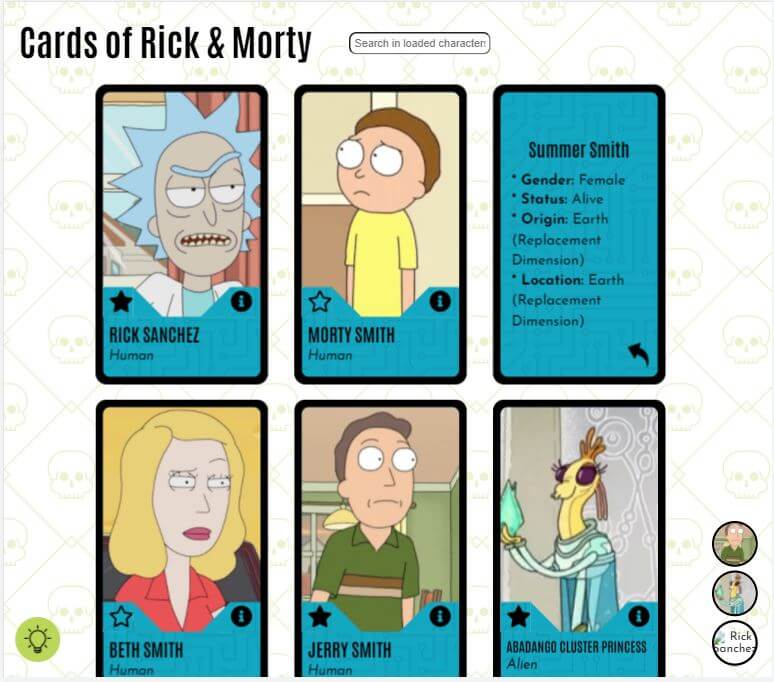 Cards of Rick & Morty
Search in loaded characters
RICK SANCHEZ
Human
MORTY SMITH
Human
Summer Smith
* Gender: Female
* Status: Alive
* Origin: Earth
(Replacement
Dimension)
* Location: Earth
(Replacement
Dimension)
BETH SMITH
Human
JERRY SMITH
Human
ABADANGO CLUSTER PRINCESS
Alien
Rick
Sanchez